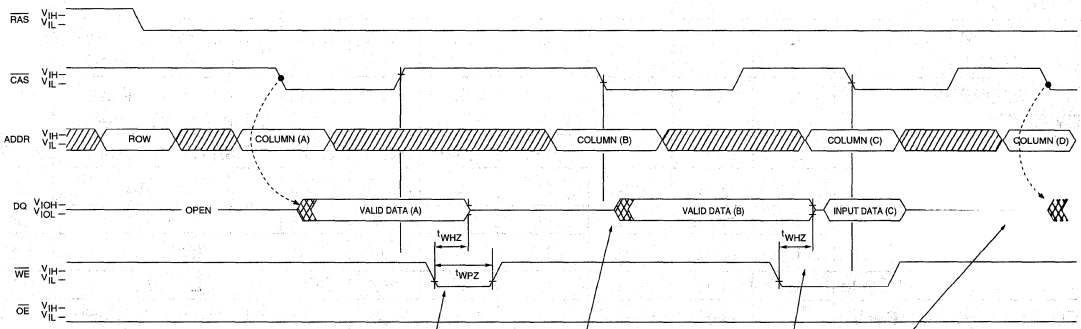 RAS VIH
VIL
CAS VIH
VIL
ADDR VIH
VIL
ROW
COLUMN (A)
COLUMN (B)
COLUMN (C)
COLUMN (D)
DQ VIOH
VIOL
OPEN
VALID DATA (A)
VALID DATA (B)
INPUT DATA (C)
tWHZ
tWHZ
tWPZ
WE VIH
VIL
OE VIH
VIL